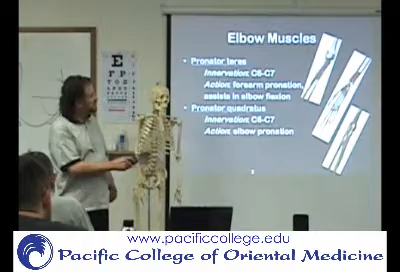 Elbow Muscles
• Pronator teres
Innervation: C6-C7
Action: forearm pronation,
assists in elbow flexion
• Pronator quadratus
Innervation: C6-C7
Action: elbow pronation
E
F P
T O Z
www.pacificcollege.edu
Pacific College of Oriental Medicine